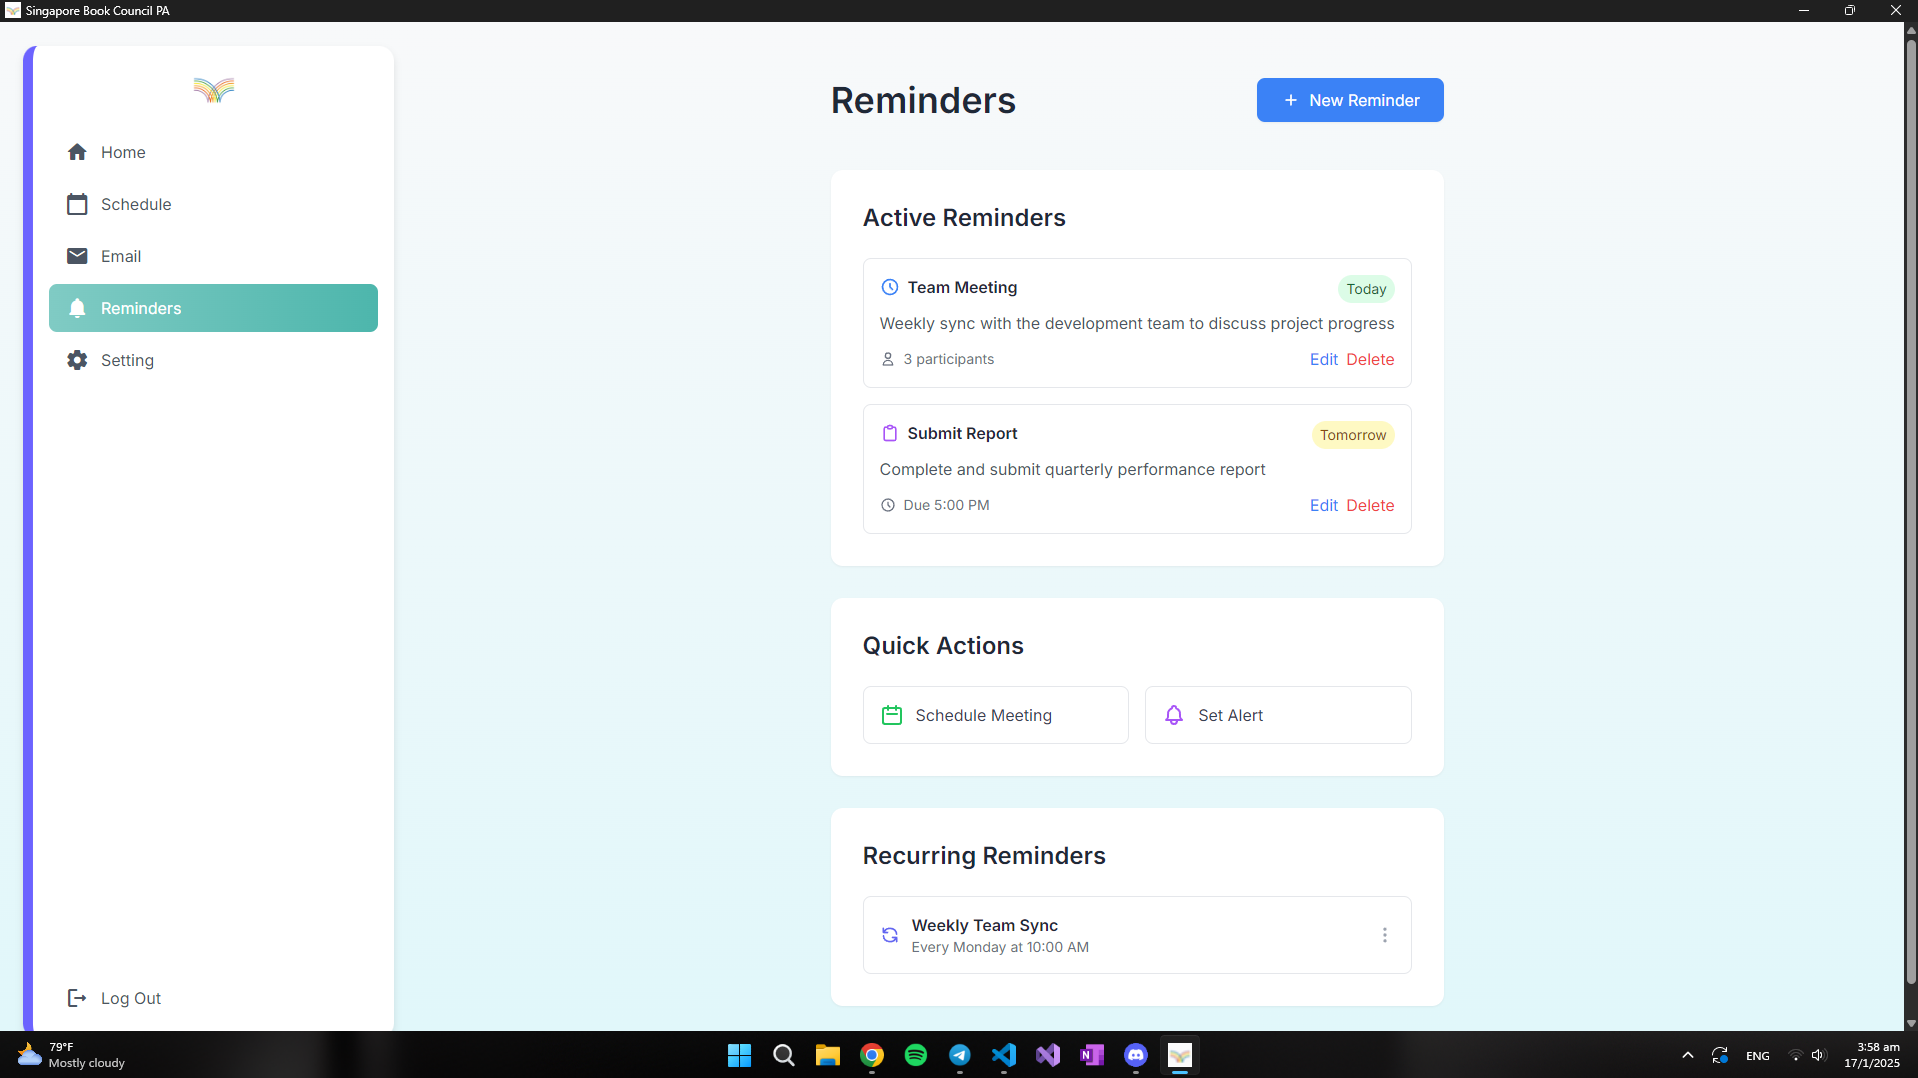 Singapore Book Council PA
Home
Schedule
Email
Reminders
Setting
Log Out
Reminders
+ New Reminder
Active Reminders
Team Meeting
Today
Weekly sync with the development team to discuss project progress
3 participants
Edit Delete
Submit Report
Tomorrow
Complete and submit quarterly performance report
Due 5:00 PM
Edit Delete
Quick Actions
Schedule Meeting
Set Alert
Recurring Reminders
Weekly Team Sync
Every Monday at 10:00 AM
79°F
Mostly cloudy
N
ENG
3:58 am
17/1/2025